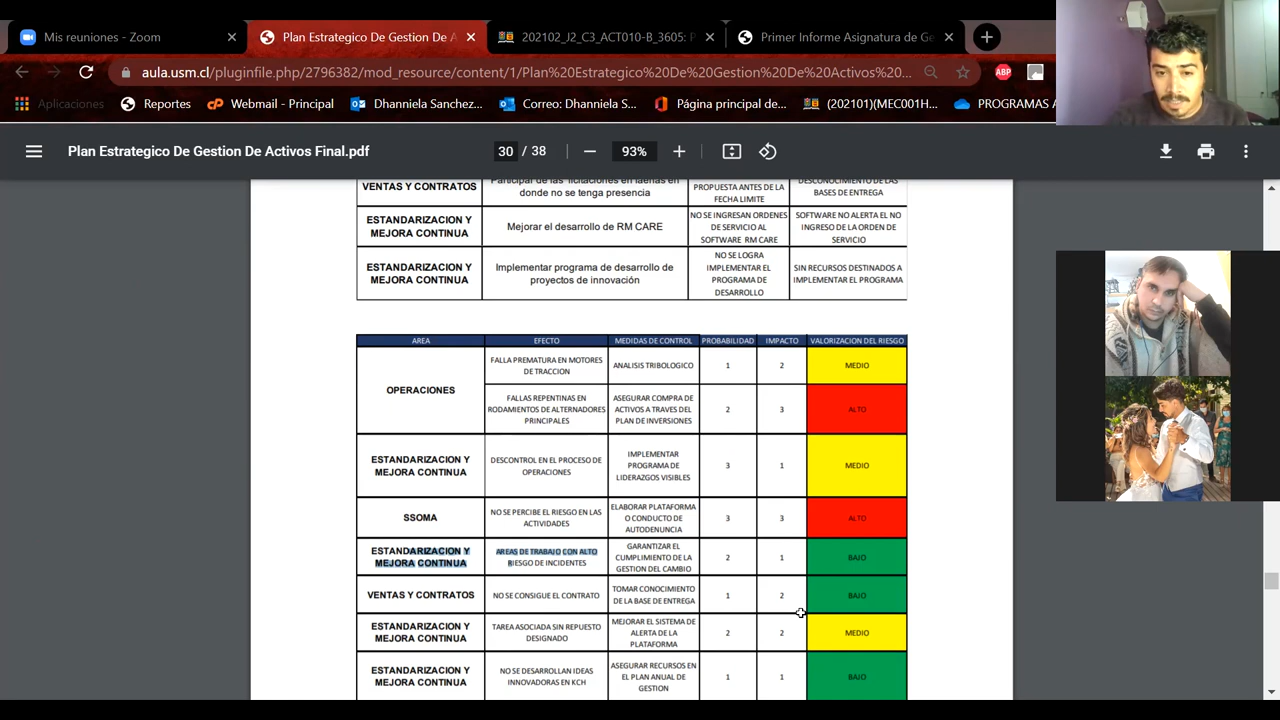 Mis reuniones - Zoom
Plan Estrategico De Gestion De A
202102_J2_C3_ACT010-B_3605: P
Primer Informe Asignatura de Ge
aula.usm.cl/pluginfile.php/2796382/mod_resource/content/1/Plan%20Estrategico%20De%20Gestion%20De%20Activos%20...
ABP
Aplicaciones
Reportes
Webmail - Principal
Dhanniela Sanchez...
Correo: Dhanniela S...
Página principal de...
(202101)(MEC001H...
PROGRAMAS A
Plan Estrategico De Gestion De Activos Final.pdf
30 / 38
93%
VENTAS Y CONTRATOS
Participar de las licitaciones en faenas en
donde no se tenga presencia
PROPUESTA ANTES DE LA
FECHA LIMITE
DESCONOCIMIENTO DE LAS
BASES DE ENTREGA
ESTANDARIZACION Y
MEJORA CONTINUA
Mejorar el desarrollo de RM CARE
NO SE INGRESAN ORDENES
DE SERVICIO AL
SOFTWARE RM CARE
SOFTWARE NO ALERTA EL NO
INGRESO DE LA ORDEN DE
SERVICIO
ESTANDARIZACION Y
MEJORA CONTINUA
Implementar programa de desarrollo de
proyectos de innovación
NO SE LOGRA
IMPLEMENTAR EL
PROGRAMA DE
DESARROLLO
SIN RECURSOS DESTINADOS A
IMPLEMENTAR EL PROGRAMA
AREA
EFECTO
MEDIDAS DE CONTROL
PROBABILIDAD
IMPACTO
VALORIZACION DEL RIESGO
OPERACIONES
FALLA PREMATURA EN MOTORES
DE TRACCION
ANALISIS TRIBOLOGICO
1
2
MEDIO
FALLAS REPENTINAS EN
RODAMIENTOS DE ALTERNADORES
PRINCIPALES
ASEGURAR COMPRA DE
ACTIVOS A TRAVES DEL
PLAN DE INVERSIONES
2
3
ALTO
ESTANDARIZACION Y
MEJORA CONTINUA
DESCONTROL EN EL PROCESO DE
OPERACIONES
IMPLEMENTAR
PROGRAMA DE
LIDERAZGOS VISIBLES
3
1
MEDIO
SSOMA
NO SE PERCIBE EL RIESGO EN LAS
ACTIVIDADES
ELABORAR PLATAFORMA
O CONDUCTO DE
AUTODENUNCIA
3
3
ALTO
ESTANDARIZACION Y
MEJORA CONTINUA
AREAS DE TRABAJO CON ALTO
RIESGO DE INCIDENTES
GARANTIZAR EL
CUMPLIMIENTO DE LA
GESTION DEL CAMBIO
2
1
BAJO
VENTAS Y CONTRATOS
NO SE CONSIGUE EL CONTRATO
TOMAR CONOCIMIENTO
DE LA BASE DE ENTREGA
1
2
BAJO
ESTANDARIZACION Y
MEJORA CONTINUA
TAREA ASOCIADA SIN REPUESTO
DESIGNADO
MEJORAR EL SISTEMA DE
ALERTA DE LA
PLATAFORMA
2
2
MEDIO
ESTANDARIZACION Y
MEJORA CONTINUA
NO SE DESARROLLAN IDEAS
INNOVADORAS EN KCH
ASEGURAR RECURSOS EN
EL PLAN ANUAL DE
GESTION
1
1
BAJO